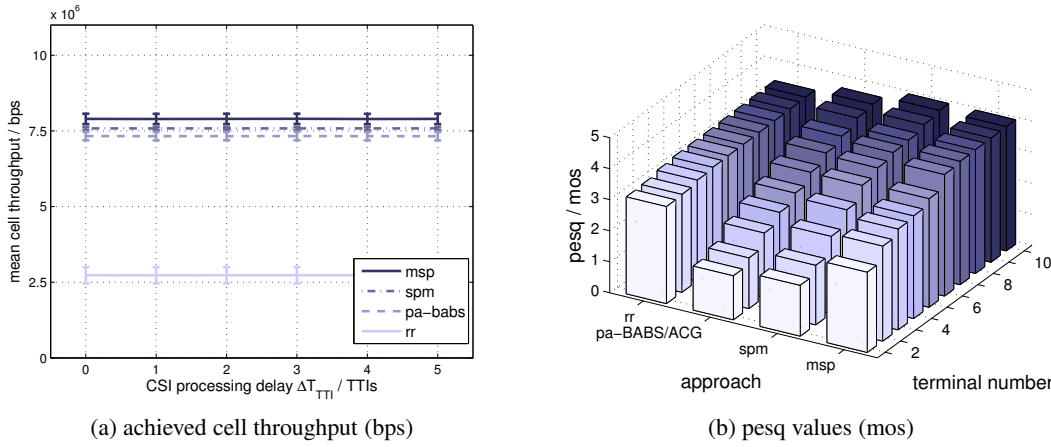 x 10⁶
10
7.5
5
2.5
0
mean cell throughput / bps
0 1 2 3 4 5
CSI processing delay ΔT_TTI / TTIs
msp
spm
pa−babs
rr
(a) achieved cell throughput (bps)
5
4
3
2
1
0
pesq / mos
rr
pa−BABS/ACG
spm
msp
approach
2
4
6
8
10
terminal number
(b) pesq values (mos)